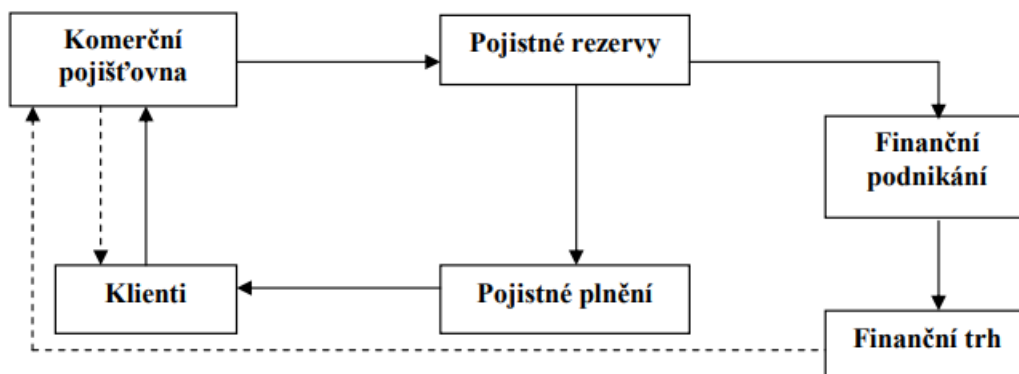 Komerční
pojišťovna
Pojistné rezervy
Finanční
podnikání
Klienti
Pojistné plnění
Finanční trh